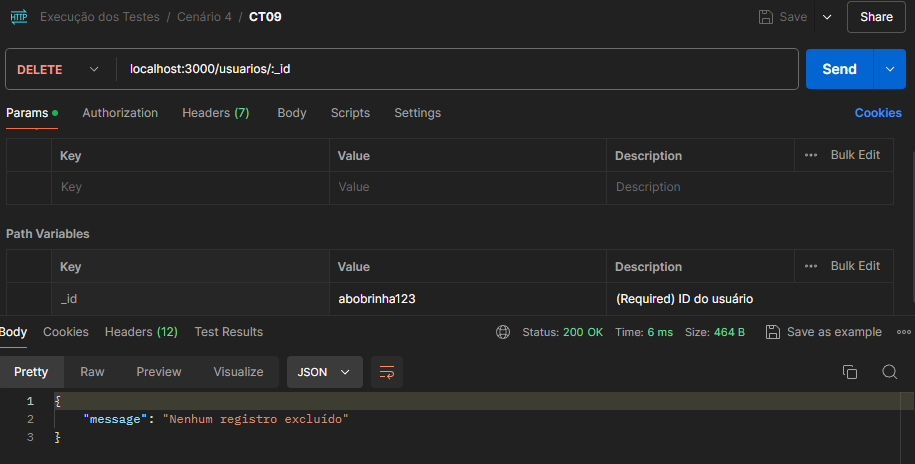 HTTP Execução dos Testes / Cenário 4 / CT09 Save Share
DELETE localhost:3000/usuarios/:_id Send
Params Authorization Headers (7) Body Scripts Settings Cookies
Key Value Description ••• Bulk Edit
Key Value Description
Path Variables
Key Value Description ••• Bulk Edit
_id abobrinha123 (Required) ID do usuário
Body Cookies Headers (12) Test Results Status: 200 OK Time: 6 ms Size: 464 B Save as example
Pretty Raw Preview Visualize JSON
1 {
2 "message": "Nenhum registro excluído"
3 }